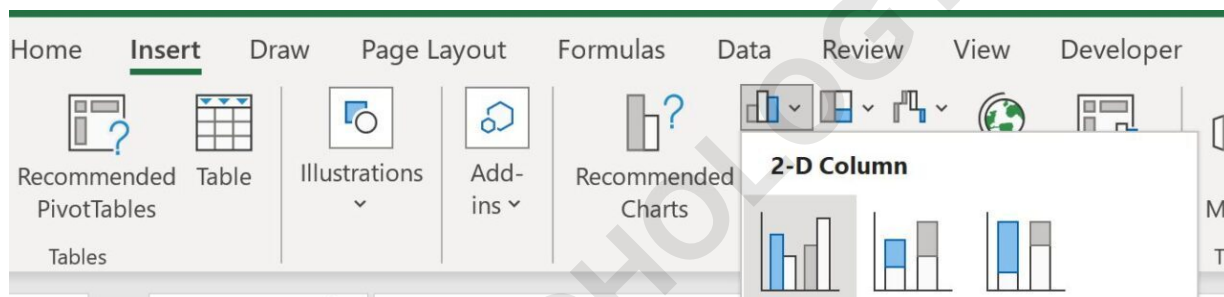 Home Insert Draw Page Layout Formulas Data Review View Developer
Recommended PivotTables
Table
Illustrations
Add-ins
Recommended Charts
Tables
2-D Column